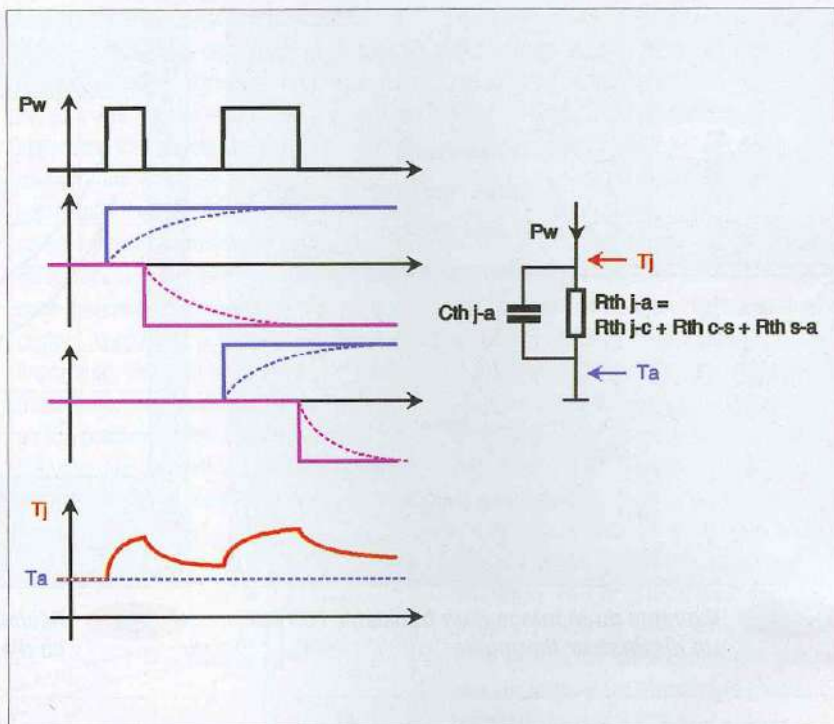 Pw
Pw
Tj
Cth j-a
Rth j-a =
Rth j-c + Rth c-s + Rth s-a
Ta
Tj
Ta